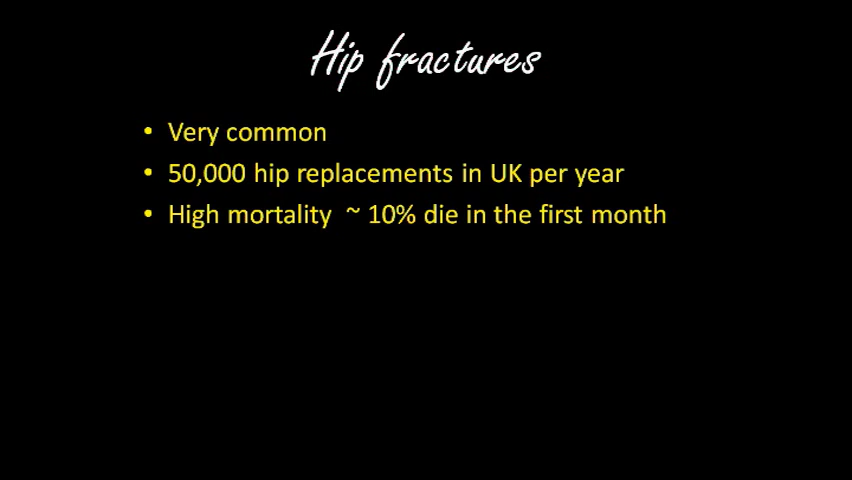 Hip fractures
• Very common
• 50,000 hip replacements in UK per year
• High mortality ~ 10% die in the first month